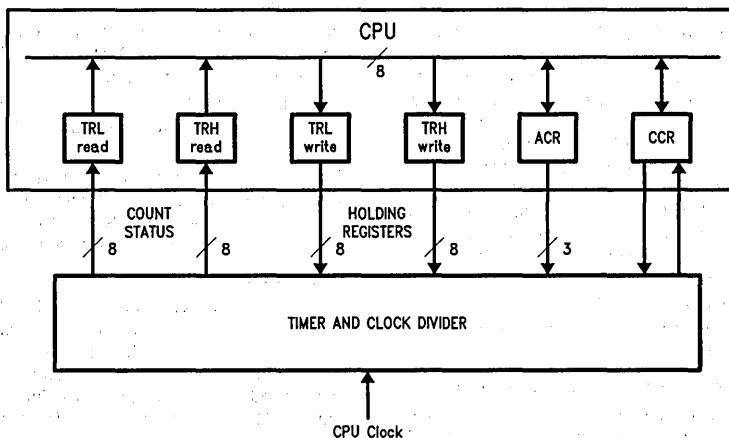 CPU
8
TRL
read
TRH
read
TRL
write
TRH
write
ACR
CCR
COUNT
STATUS
HOLDING
REGISTERS
8
8
8
8
3
TIMER AND CLOCK DIVIDER
CPU Clock